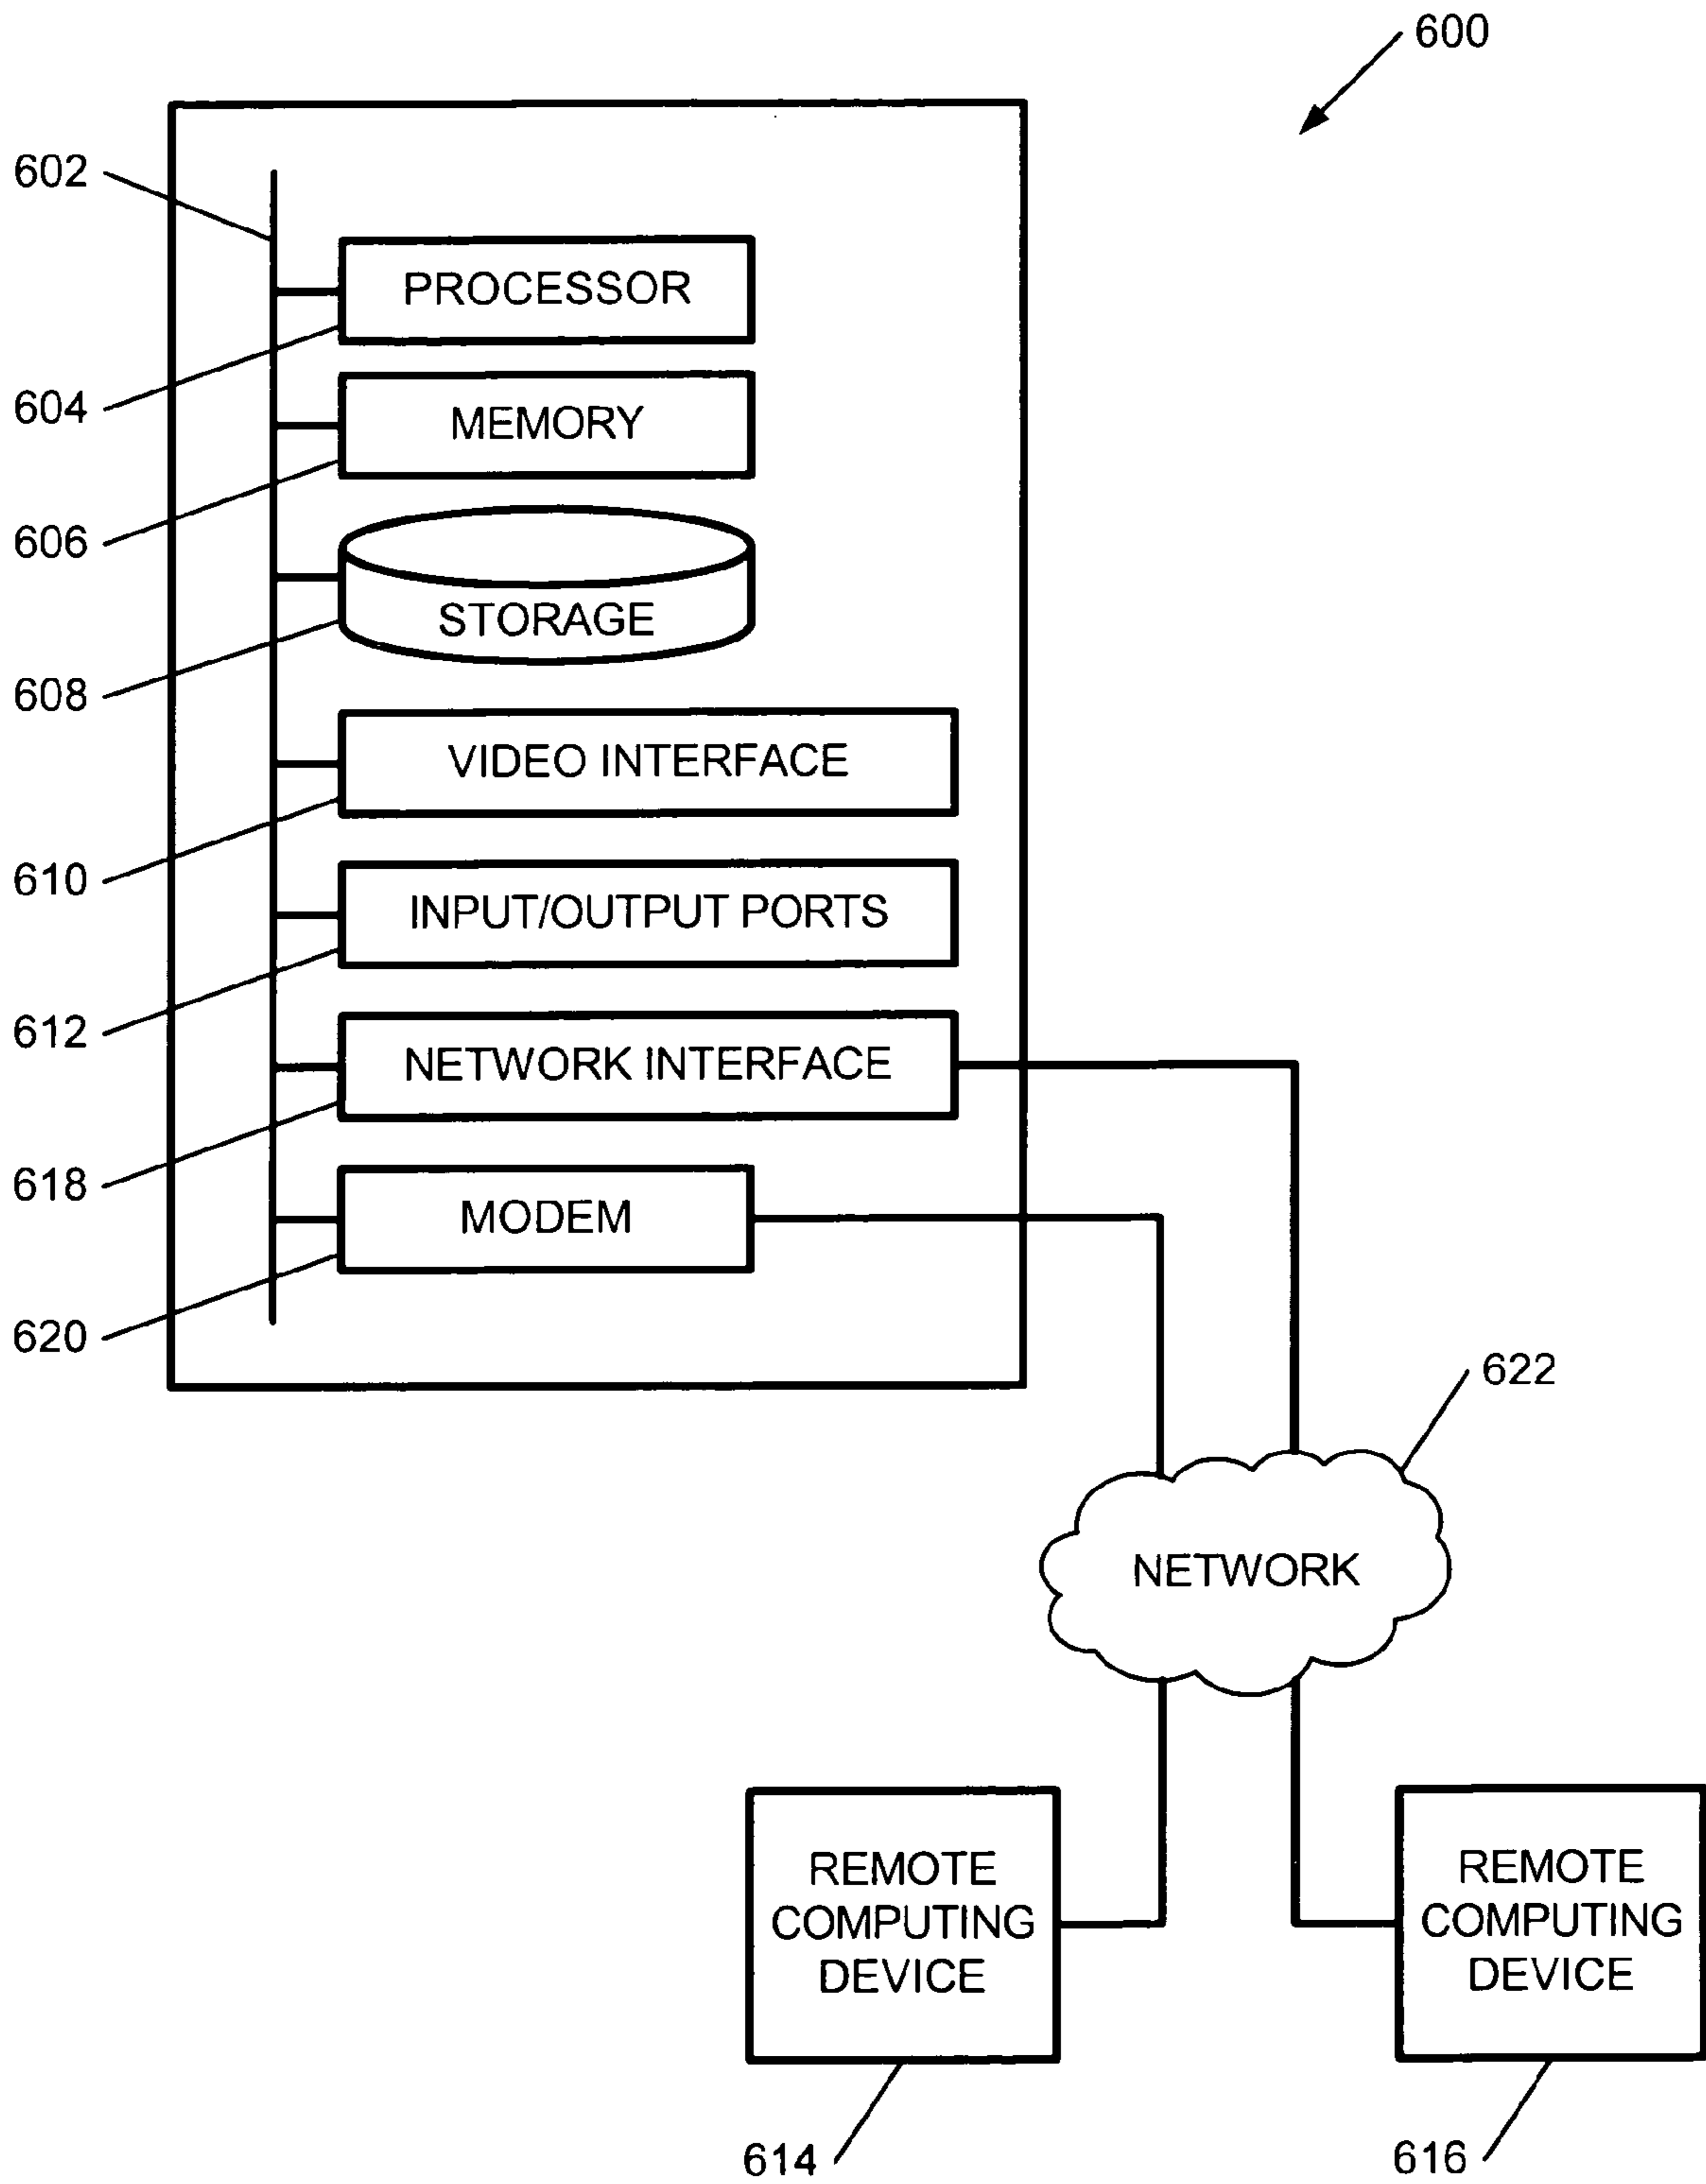 600
602
PROCESSOR
604
MEMORY
606
STORAGE
608
VIDEO INTERFACE
610
INPUT/OUTPUT PORTS
612
NETWORK INTERFACE
618
MODEM
620
622
NETWORK
REMOTE
COMPUTING
DEVICE
REMOTE
COMPUTING
DEVICE
614
616